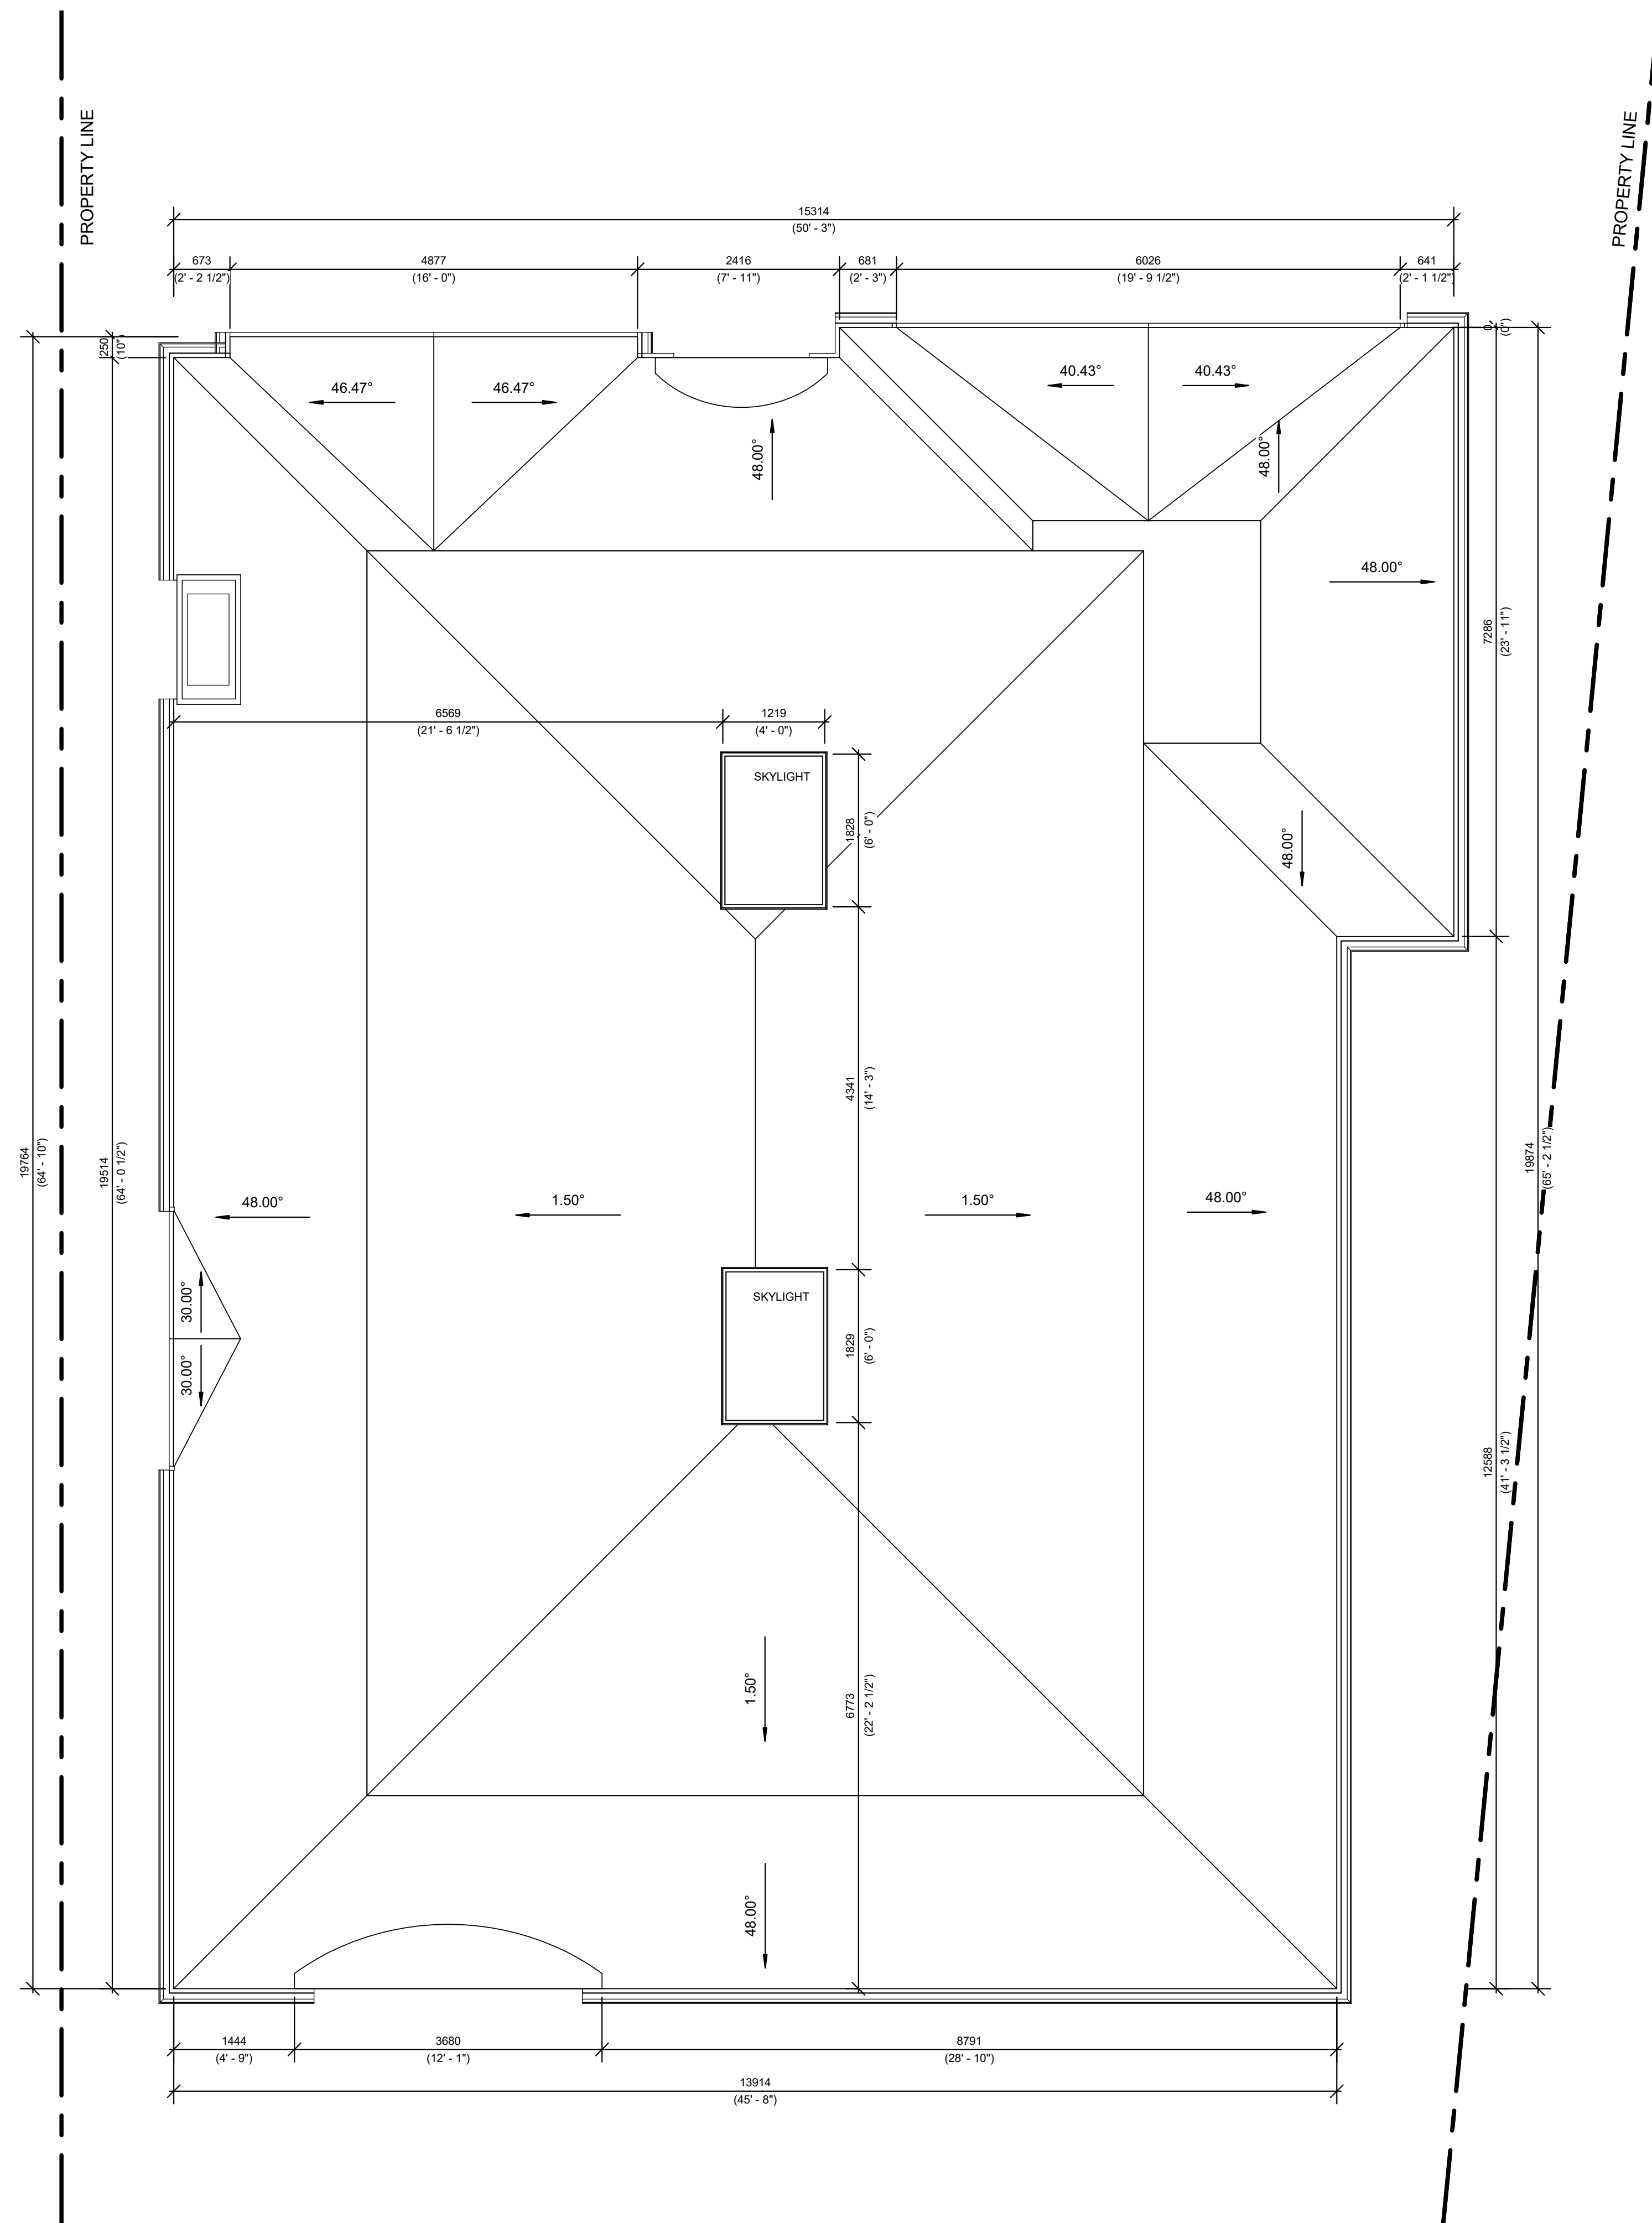 PROPERTY LINE
PROPERTY LINE
15314
(50' - 3")
673
(2' - 2 1/2")
4877
(16' - 0")
2416
(7' - 11")
681
(2' - 3")
6026
(19' - 9 1/2")
641
(2' - 1 1/2")
250
(10")
0
(0")
46.47°
46.47°
40.43°
40.43°
48.00°
48.00°
48.00°
7286
(23' - 11")
6569
(21' - 6 1/2")
1219
(4' - 0")
SKYLIGHT
1828
(6' - 0")
48.00°
4341
(14' - 3")
19764
(64' - 10")
19514
(64' - 0 1/2")
19874
(65' - 2 1/2")
48.00°
1.50°
1.50°
48.00°
30.00°
30.00°
SKYLIGHT
1829
(6' - 0")
12588
(41' - 3 1/2")
1.50°
6773
(22' - 2 1/2")
48.00°
1444
(4' - 9")
3680
(12' - 1")
8791
(28' - 10")
13914
(45' - 8")